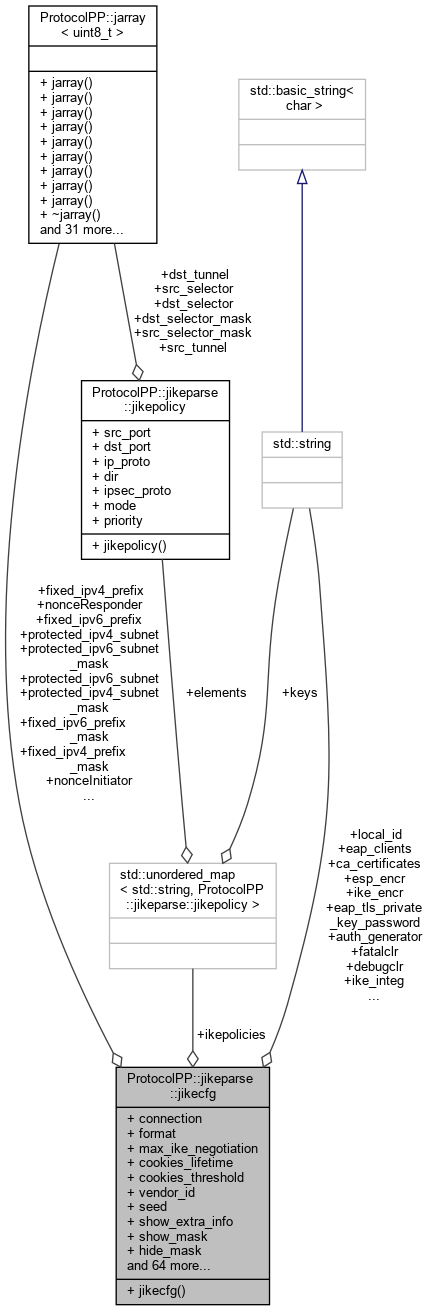 ProtocolPP::jarray
< uint8_t >
+ jarray()
+ jarray()
+ jarray()
+ jarray()
+ jarray()
+ jarray()
+ jarray()
+ jarray()
+ jarray()
+ ~jarray()
and 31 more...
std::basic_string<
char >
+dst_tunnel
+src_selector
+dst_selector
+dst_selector_mask
+src_selector_mask
+src_tunnel
ProtocolPP::jikeparse
::jikepolicy
+ src_port
+ dst_port
+ ip_proto
+ dir
+ ipsec_proto
+ mode
+ priority
+ jikepolicy()
std::string
+fixed_ipv4_prefix
+nonceResponder
+fixed_ipv6_prefix
+protected_ipv4_subnet
+protected_ipv6_subnet
_mask
+protected_ipv6_subnet
+protected_ipv4_subnet
_mask
+fixed_ipv6_prefix
_mask
+fixed_ipv4_prefix
_mask
+nonceInitiator
...
+elements
+keys
std::unordered_map
< std::string, ProtocolPP
::jikeparse::jikepolicy >
+local_id
+eap_clients
+ca_certificates
+esp_encr
+ike_encr
+eap_tls_private
_key_password
+auth_generator
+fatalclr
+debugclr
+ike_integ
...
+ikepolicies
ProtocolPP::jikeparse
::jikecfg
+ connection
+ format
+ max_ike_negotiation
+ cookies_lifetime
+ cookies_threshold
+ vendor_id
+ seed
+ show_extra_info
+ show_mask
+ hide_mask
and 64 more...
+ jikecfg()